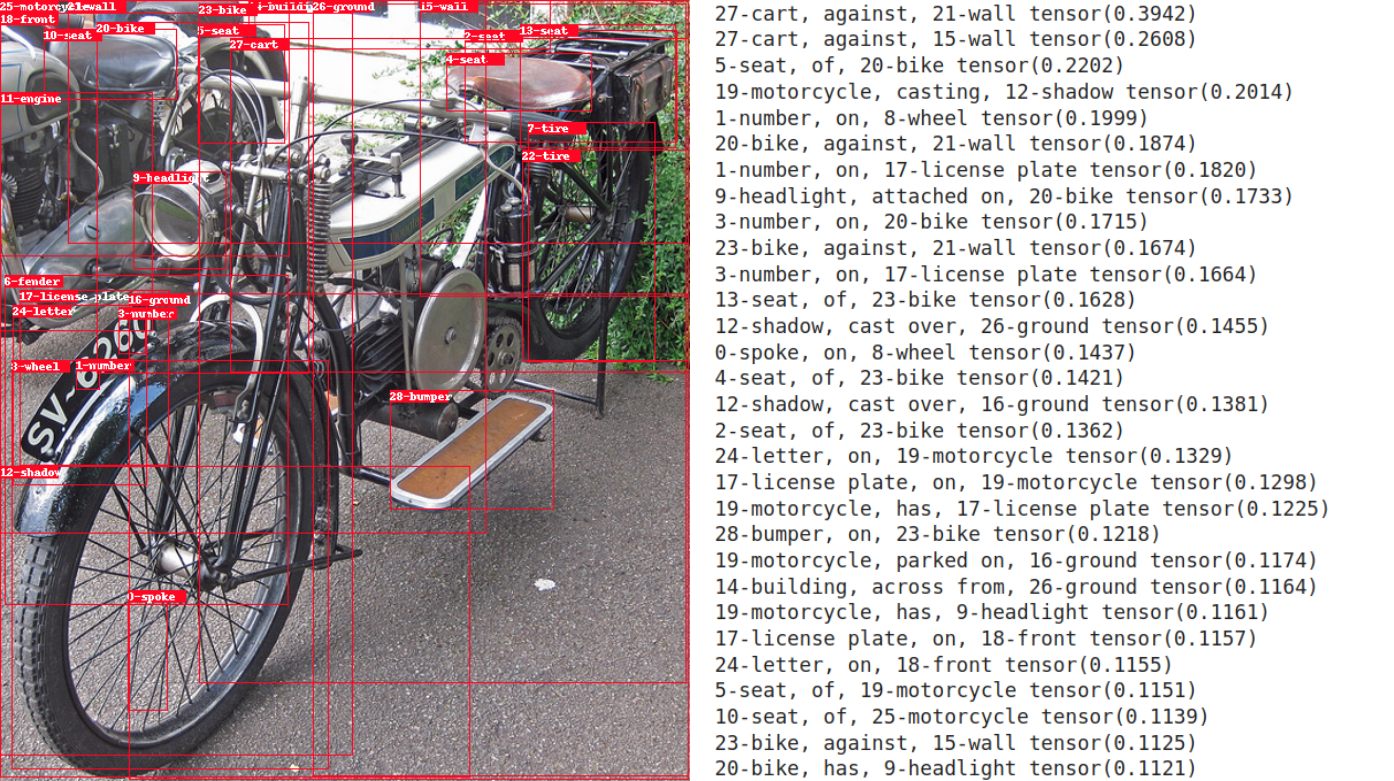 25-motorcycle
21-wall
23-bike
14-building
26-ground
15-wall
18-front
10-seat
20-bike
5-seat
2-seat
13-seat
27-cart
4-seat
11-engine
7-tire
22-tire
9-headlight
6-fender
17-license plate
16-ground
24-letter
3-number
8-wheel
1-number
28-bumper
12-shadow
0-spoke
27-cart, against, 21-wall tensor(0.3942)
27-cart, against, 15-wall tensor(0.2608)
5-seat, of, 20-bike tensor(0.2202)
19-motorcycle, casting, 12-shadow tensor(0.2014)
1-number, on, 8-wheel tensor(0.1999)
20-bike, against, 21-wall tensor(0.1874)
1-number, on, 17-license plate tensor(0.1820)
9-headlight, attached on, 20-bike tensor(0.1733)
3-number, on, 20-bike tensor(0.1715)
23-bike, against, 21-wall tensor(0.1674)
3-number, on, 17-license plate tensor(0.1664)
13-seat, of, 23-bike tensor(0.1628)
12-shadow, cast over, 26-ground tensor(0.1455)
0-spoke, on, 8-wheel tensor(0.1437)
4-seat, of, 23-bike tensor(0.1421)
12-shadow, cast over, 16-ground tensor(0.1381)
2-seat, of, 23-bike tensor(0.1362)
24-letter, on, 19-motorcycle tensor(0.1329)
17-license plate, on, 19-motorcycle tensor(0.1298)
19-motorcycle, has, 17-license plate tensor(0.1225)
28-bumper, on, 23-bike tensor(0.1218)
19-motorcycle, parked on, 16-ground tensor(0.1174)
14-building, across from, 26-ground tensor(0.1164)
19-motorcycle, has, 9-headlight tensor(0.1161)
17-license plate, on, 18-front tensor(0.1157)
24-letter, on, 18-front tensor(0.1155)
5-seat, of, 19-motorcycle tensor(0.1151)
10-seat, of, 25-motorcycle tensor(0.1139)
23-bike, against, 15-wall tensor(0.1125)
20-bike, has, 9-headlight tensor(0.1121)